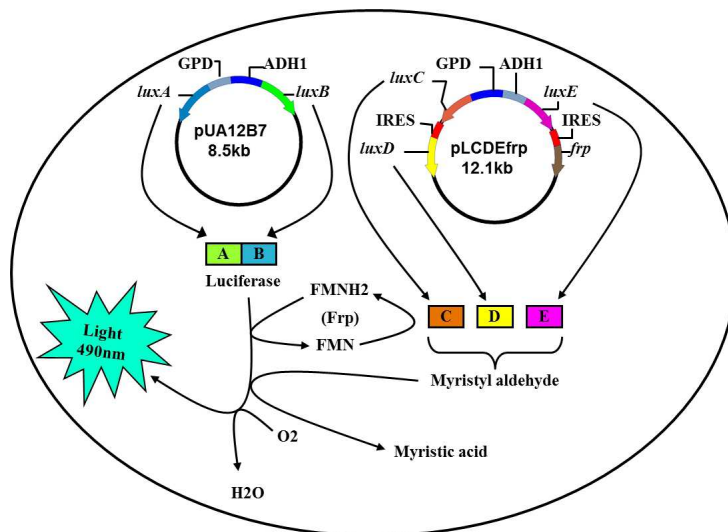 GPD
ADH1
luxA
luxB
pUA12B7
8.5kb
GPD
ADH1
luxC
luxE
IRES
IRES
luxD
frp
pLCDEfrp
12.1kb
A
B
Luciferase
FMNH2
(Frp)
FMN
C
D
E
Light
490nm
Myristyl aldehyde
O2
Myristic acid
H2O